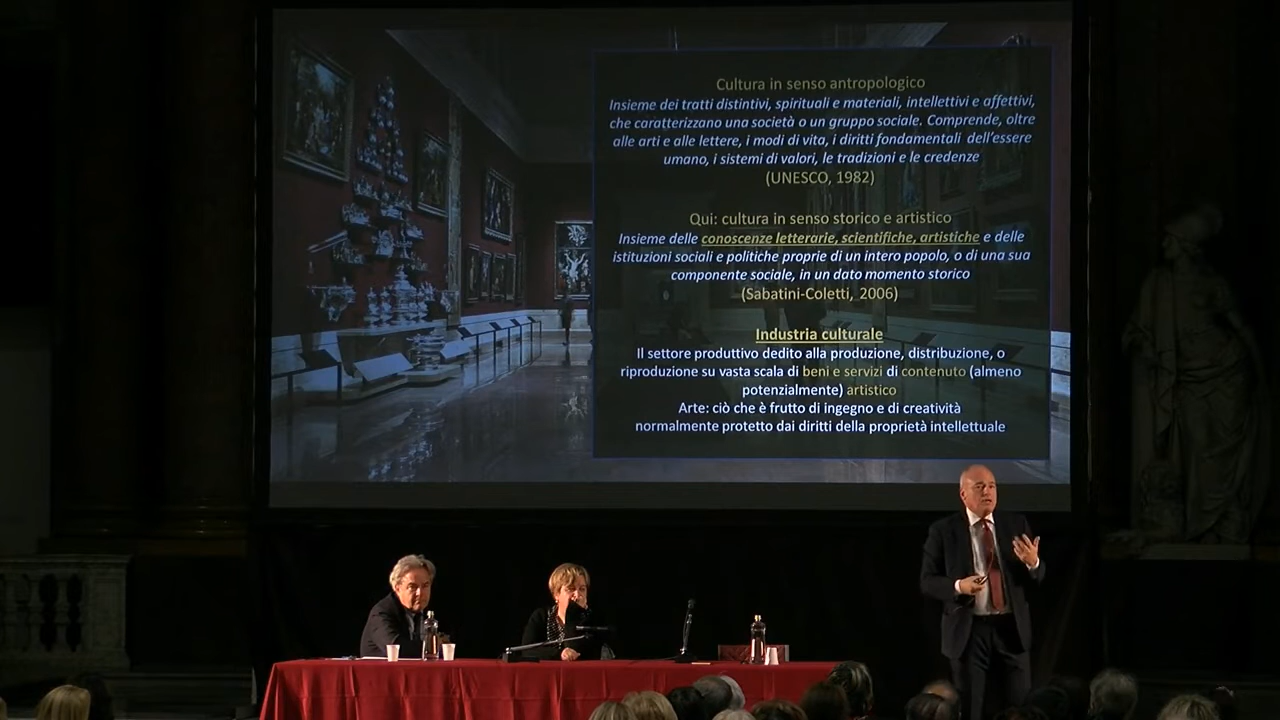 Cultura in senso antropologico
Insieme dei tratti distintivi, spirituali e materiali, intellettivi e affettivi,
che caratterizzano una società o un gruppo sociale. Comprende, oltre
alle arti e alle lettere, i modi di vita, i diritti fondamentali dell'essere
umano, i sistemi di valori, le tradizioni e le credenze
(UNESCO, 1982)
Qui: cultura in senso storico e artistico
Insieme delle conoscenze letterarie, scientifiche, artistiche e delle
istituzioni sociali e politiche proprie di un intero popolo, o di una sua
componente sociale, in un dato momento storico
(Sabatini-Coletti, 2006)
Industria culturale
Il settore produttivo dedito alla produzione, distribuzione, o
riproduzione su vasta scala di beni e servizi di contenuto (almeno
potenzialmente) artistico
Arte: ciò che è frutto di ingegno e di creatività
normalmente protetto dai diritti della proprietà intellettuale